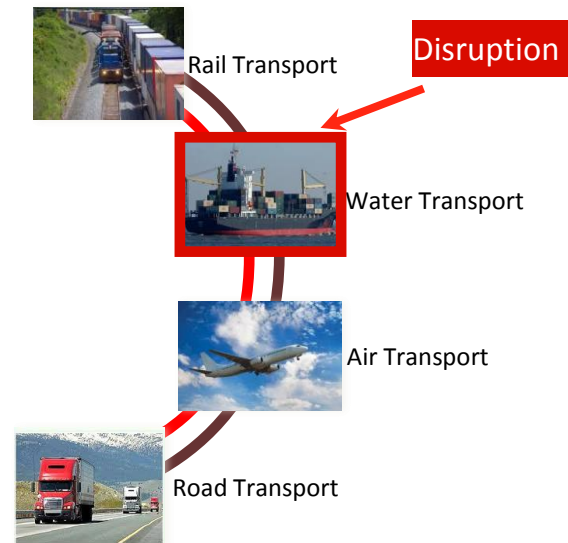 Disruption
Rail Transport
Water Transport
Air Transport
Road Transport